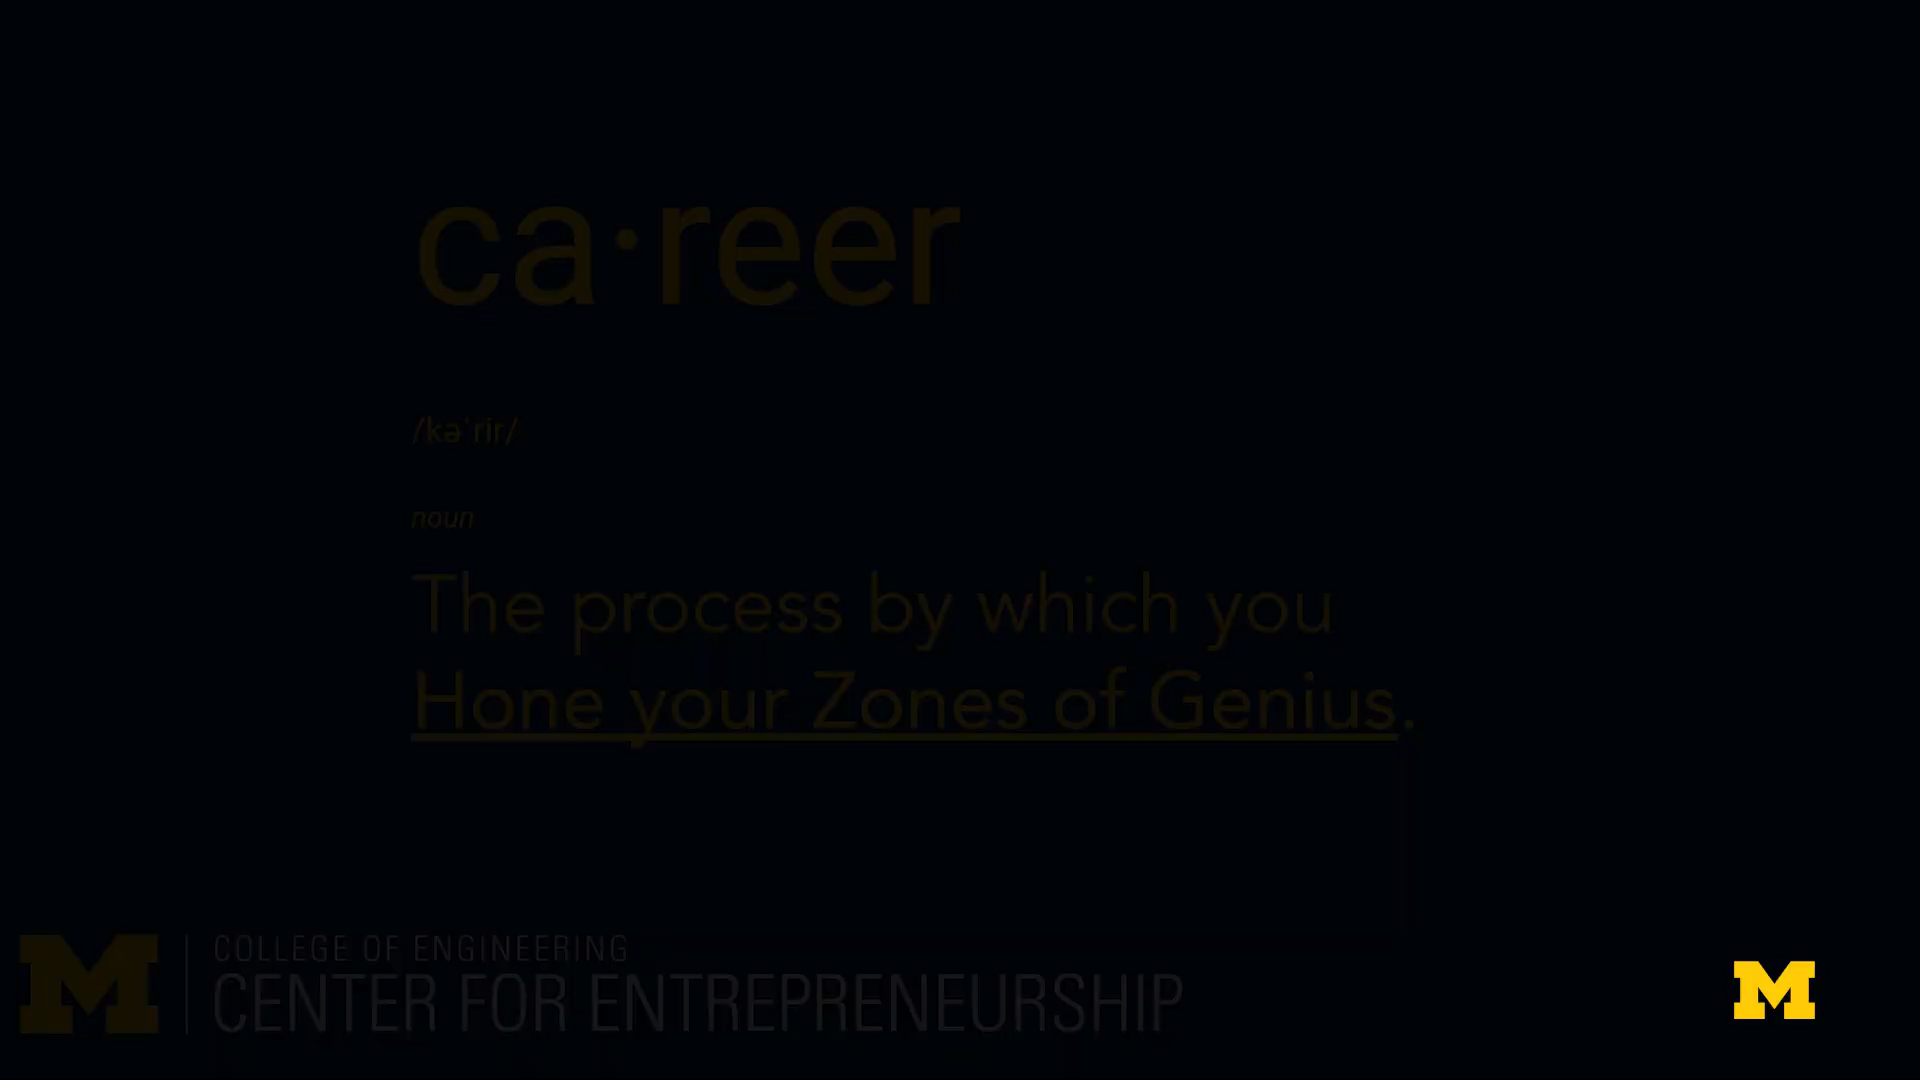 ca·reer
/kəˈrir/
noun
The process by which you
Hone your Zones of Genius.
M
COLLEGE OF ENGINEERING
CENTER FOR ENTREPRENEURSHIP
M